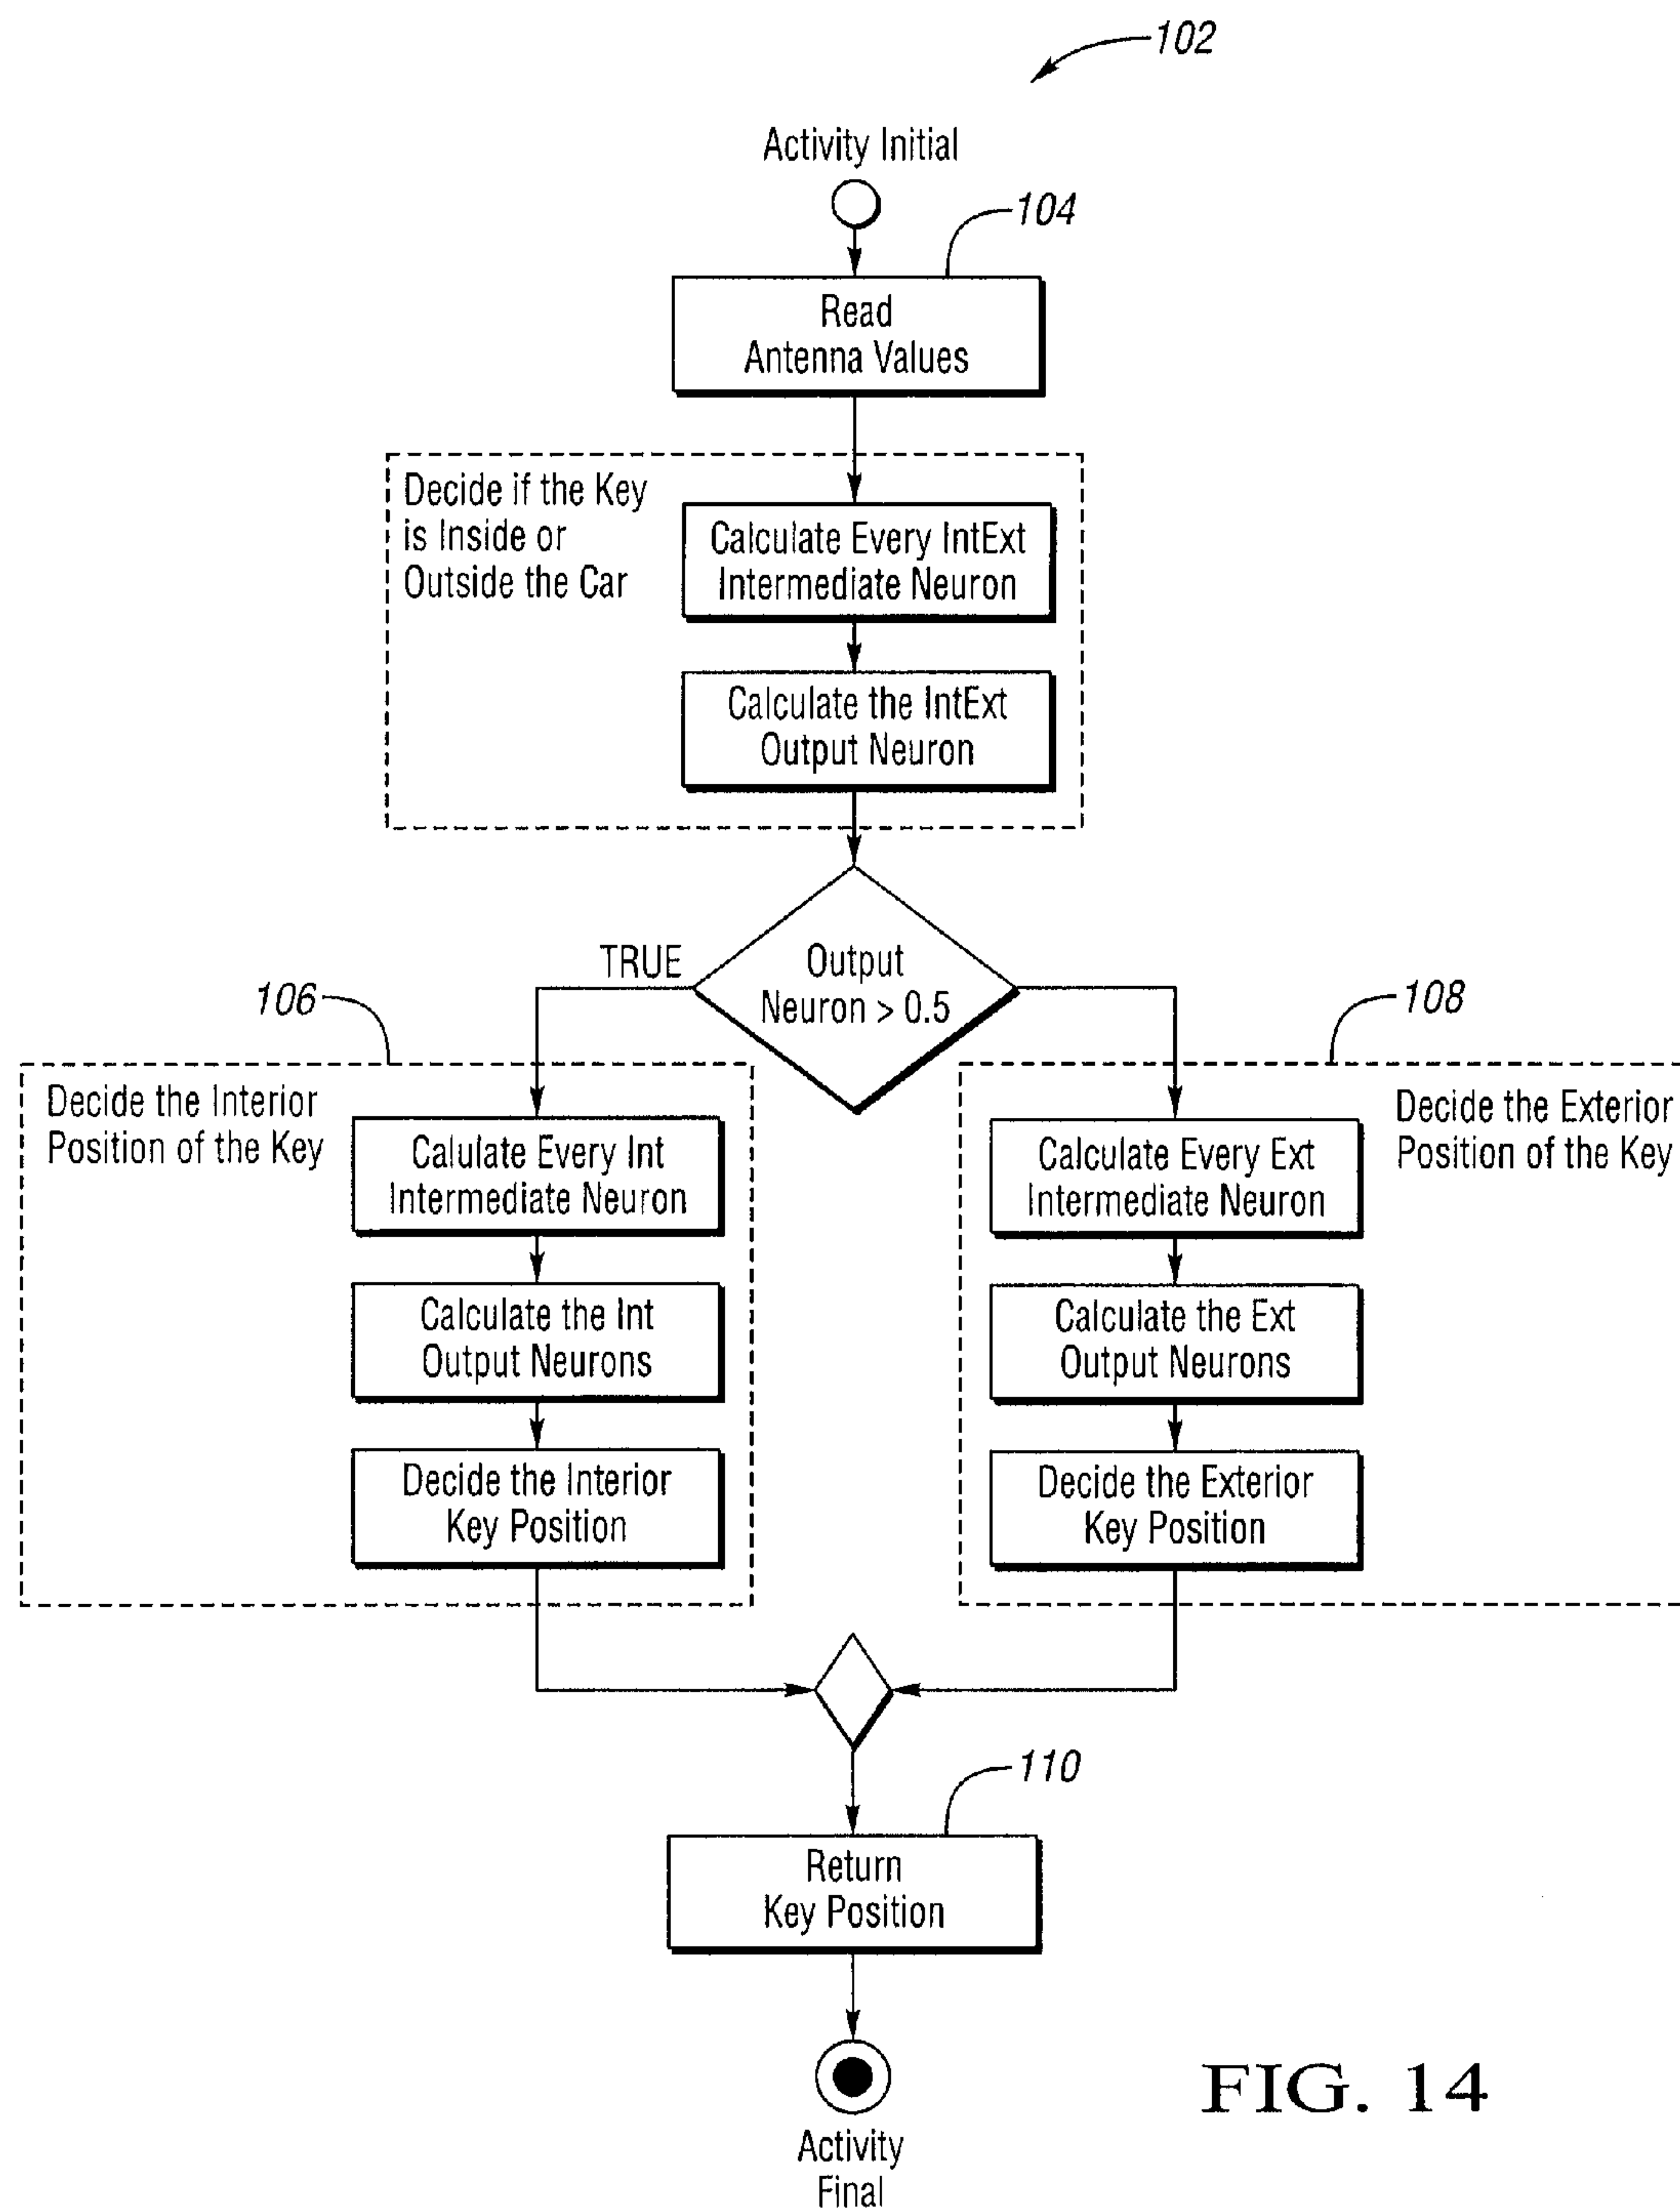 102
Activity Initial
104
Read
Antenna Values
Decide if the Key
is Inside or
Outside the Car
Calculate Every IntExt
Intermediate Neuron
Calculate the IntExt
Output Neuron
TRUE
Output
Neuron > 0.5
106
108
Decide the Interior
Position of the Key
Calulate Every Int
Intermediate Neuron
Calculate the Int
Output Neurons
Decide the Interior
Key Position
Calculate Every Ext
Intermediate Neuron
Decide the Exterior
Position of the Key
Calculate the Ext
Output Neurons
Decide the Exterior
Key Position
110
Return
Key Position
Activity
Final
FIG. 14